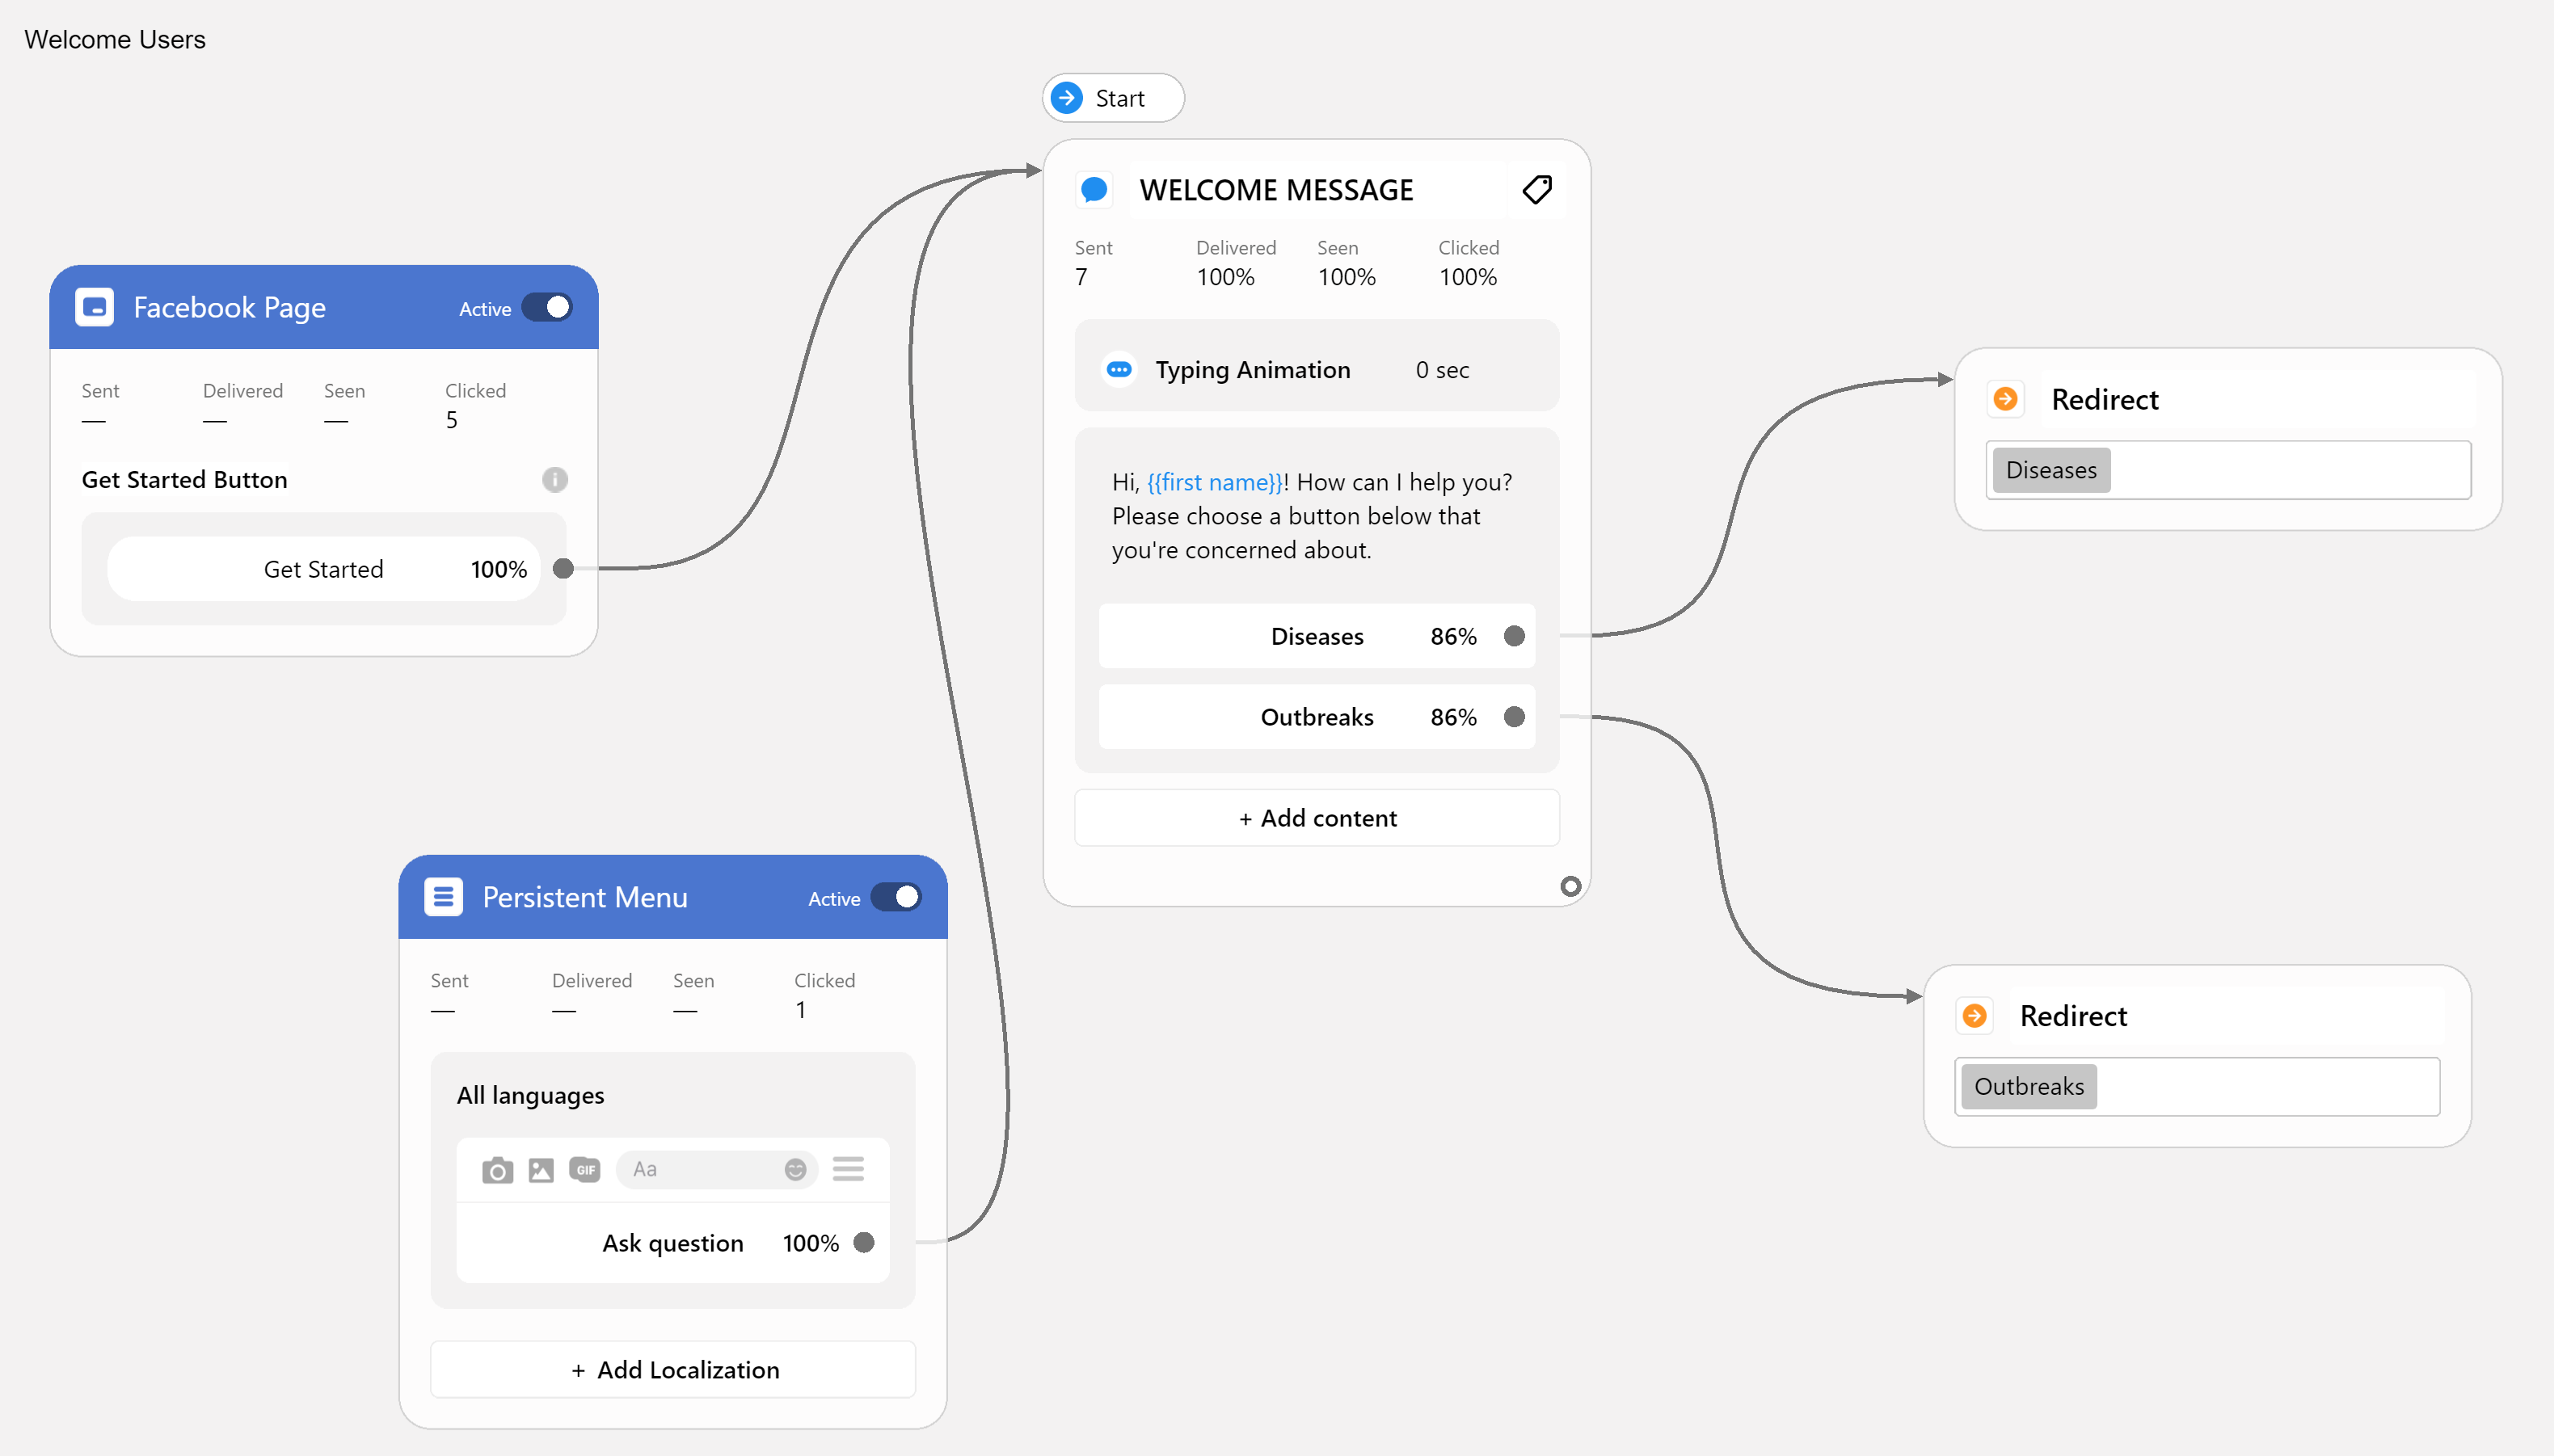 Welcome Users
Start
WELCOME MESSAGE
Sent Delivered Seen Clicked
7 100% 100% 100%
Typing Animation 0 sec
Hi, {{first name}}! How can I help you?
Please choose a button below that
you're concerned about.
Diseases 86%
Outbreaks 86%
+ Add content
Facebook Page Active
Sent Delivered Seen Clicked
— — — 5
Get Started Button
Get Started 100%
Persistent Menu Active
Sent Delivered Seen Clicked
— — — 1
All languages
GIF Aa
Ask question 100%
+ Add Localization
Redirect
Diseases
Redirect
Outbreaks